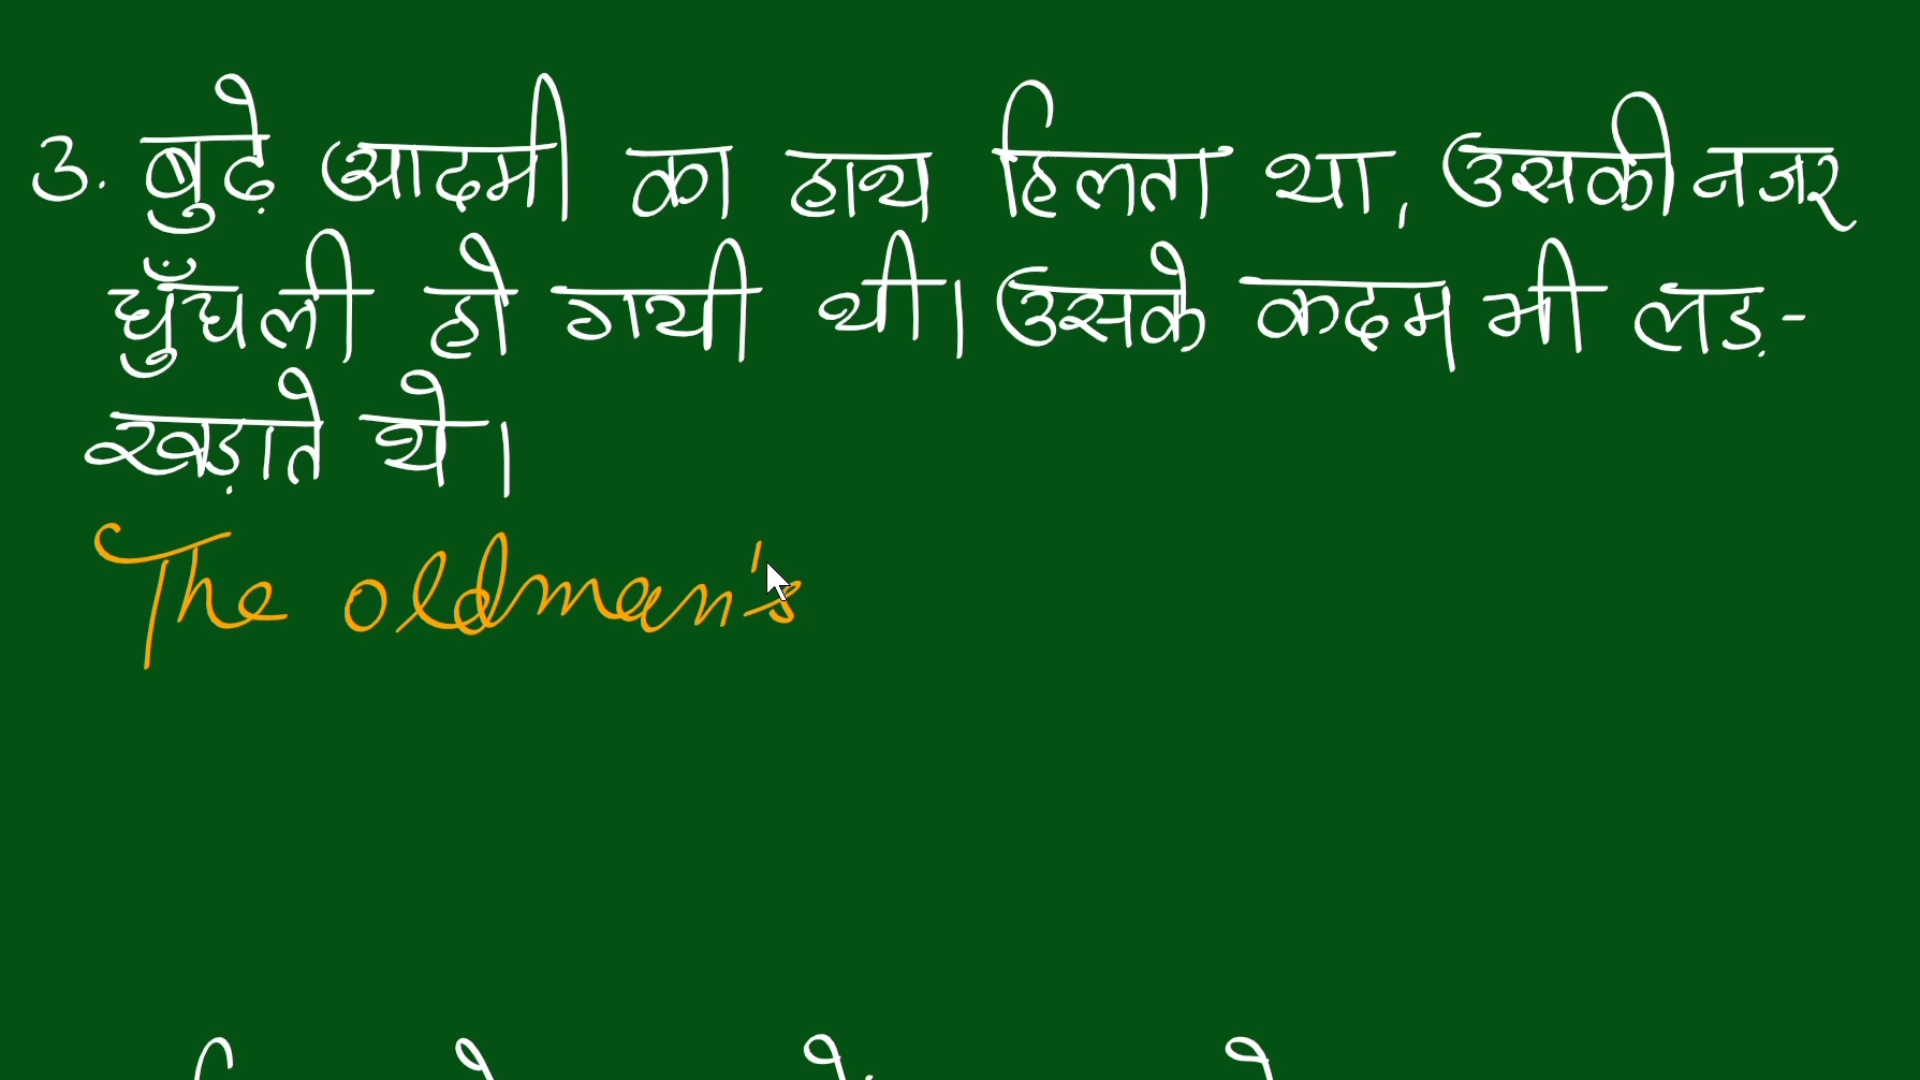 3. बुढ़े आदमी का हाथ हिलता था, उसकी नजर
धुँधली हो गयी थी। उसके कदम भी लड़-
खड़ाते थे।
The oldman's